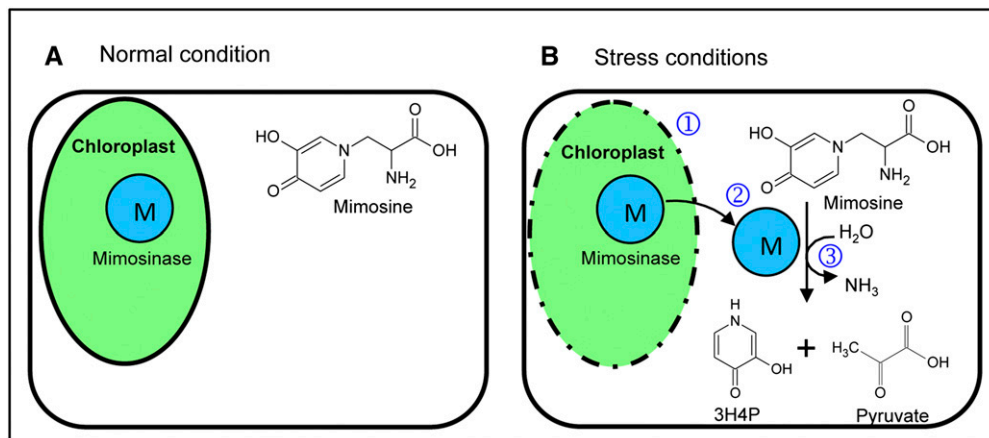 A Normal condition
Chloroplast
M
Mimosinase
HO
O
N
NH₂
O
OH
Mimosine
B Stress conditions
①
Chloroplast
M
Mimosinase
②
M
HO
O
N
NH₂
O
OH
Mimosine
H₂O
③
NH₃
H
N
OH
O
3H4P
+
H₃C
O
O
OH
Pyruvate